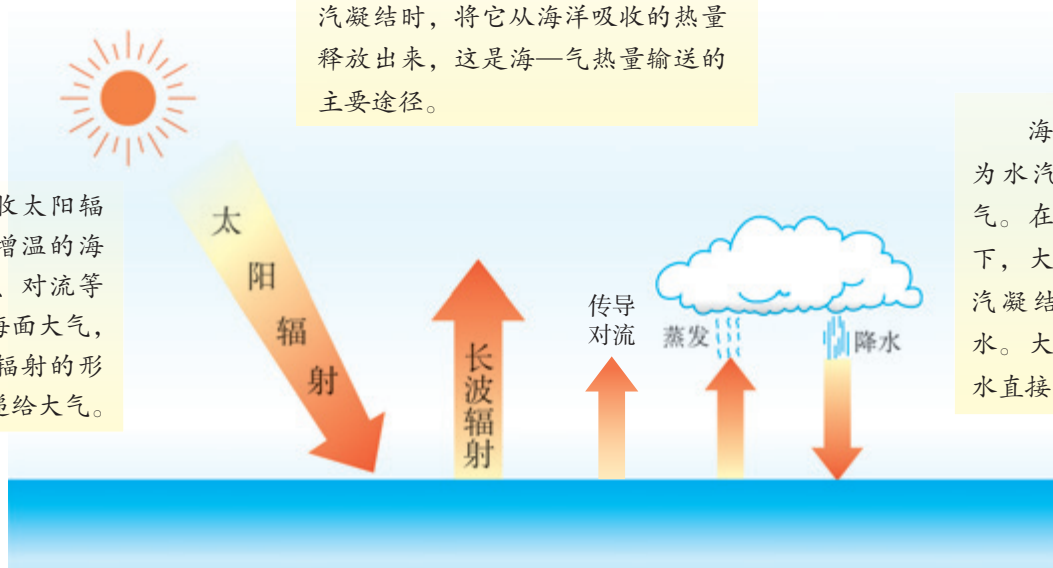 汽凝结时，将它从海洋吸收的热量
释放出来，这是海—气热量输送的
主要途径。
收太阳辐
增温的海
、对流等
海面大气，
辐射的形
递给大气。
太阳辐射
长波辐射
传导
对流
蒸发
降水
海
为水汽
气。在
下，大
汽凝结
水。大
水直接